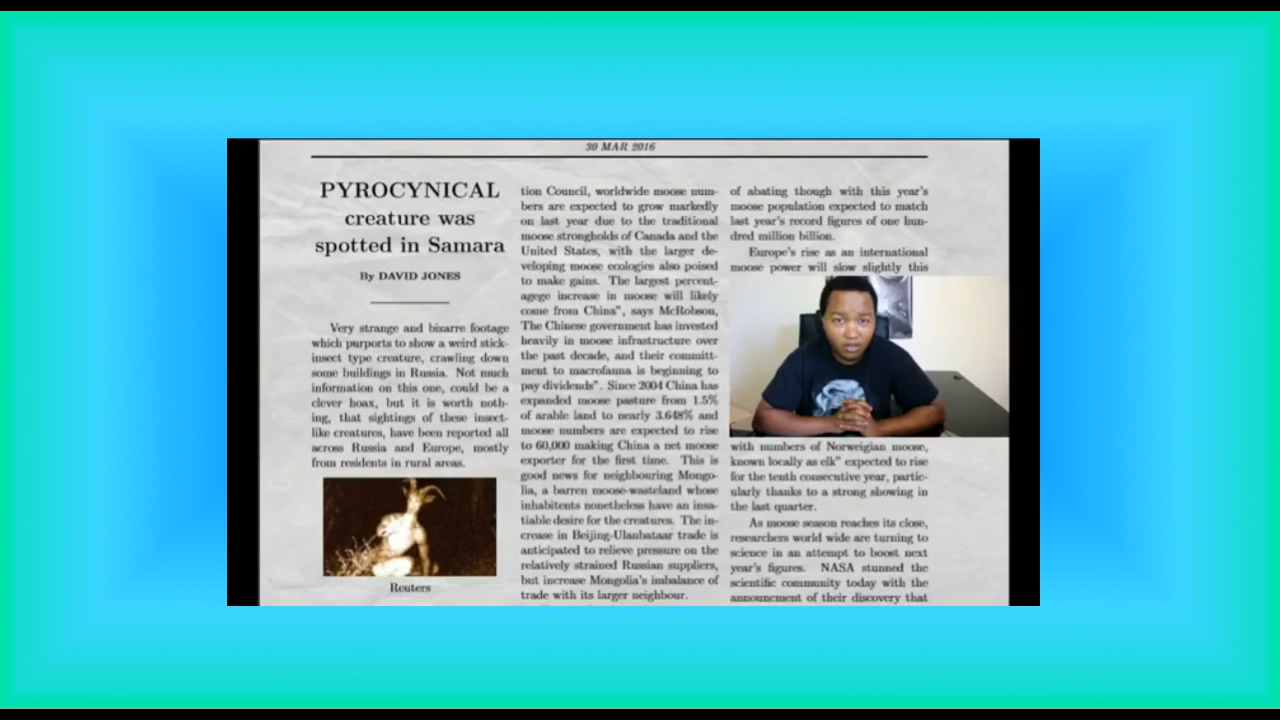 30 MAR 2016
PYROCYNICAL
creature was
spotted in Samara
By DAVID JONES
Very strange and bizarre footage
which purports to show a weird stick-
insect type creature, crawling down
some buildings in Russia. Not much
information on this one, could be a
clever hoax, but it is worth noth-
ing, that sightings of these insect-
like creatures, have been reported all
across Russia and Europe, mostly
from residents in rural areas.
Reuters
tion Council, worldwide moose num-
bers are expected to grow markedly
on last year due to the traditional
moose strongholds of Canada and the
United States, with the larger de-
veloping moose ecologies also poised
to make gains. The largest percent-
agege increase in moose will likely
come from China", says McRobson,
The Chinese government has invested
heavily in moose infrastructure over
the past decade, and their committ-
ment to macrofauna is beginning to
pay dividends". Since 2004 China has
expanded moose pasture from 1.5%
of arable land to nearly 3.648% and
moose numbers are expected to rise
to 60,000 making China a net moose
exporter for the first time. This is
good news for neighbouring Mongo-
lia, a barren moose-wasteland whose
inhabitents nonetheless have an insa-
tiable desire for the creatures. The in-
crease in Beijing-Ulanbataar trade is
anticipated to relieve pressure on the
relatively strained Russian suppliers,
but increase Mongolia's imbalance of
trade with its larger neighbour.
of abating though with this year's
moose population expected to match
last year's record figures of one hun-
dred million billion.
Europe's rise as an international
moose power will slow slightly this
with numbers of Norweigian moose,
known locally as elk" expected to rise
for the tenth consecutive year, partic-
ularly thanks to a strong showing in
the last quarter.
As moose season reaches its close,
researchers world wide are turning to
science in an attempt to boost next
year's figures. NASA stunned the
scientific community today with the
announcment of their discovery that